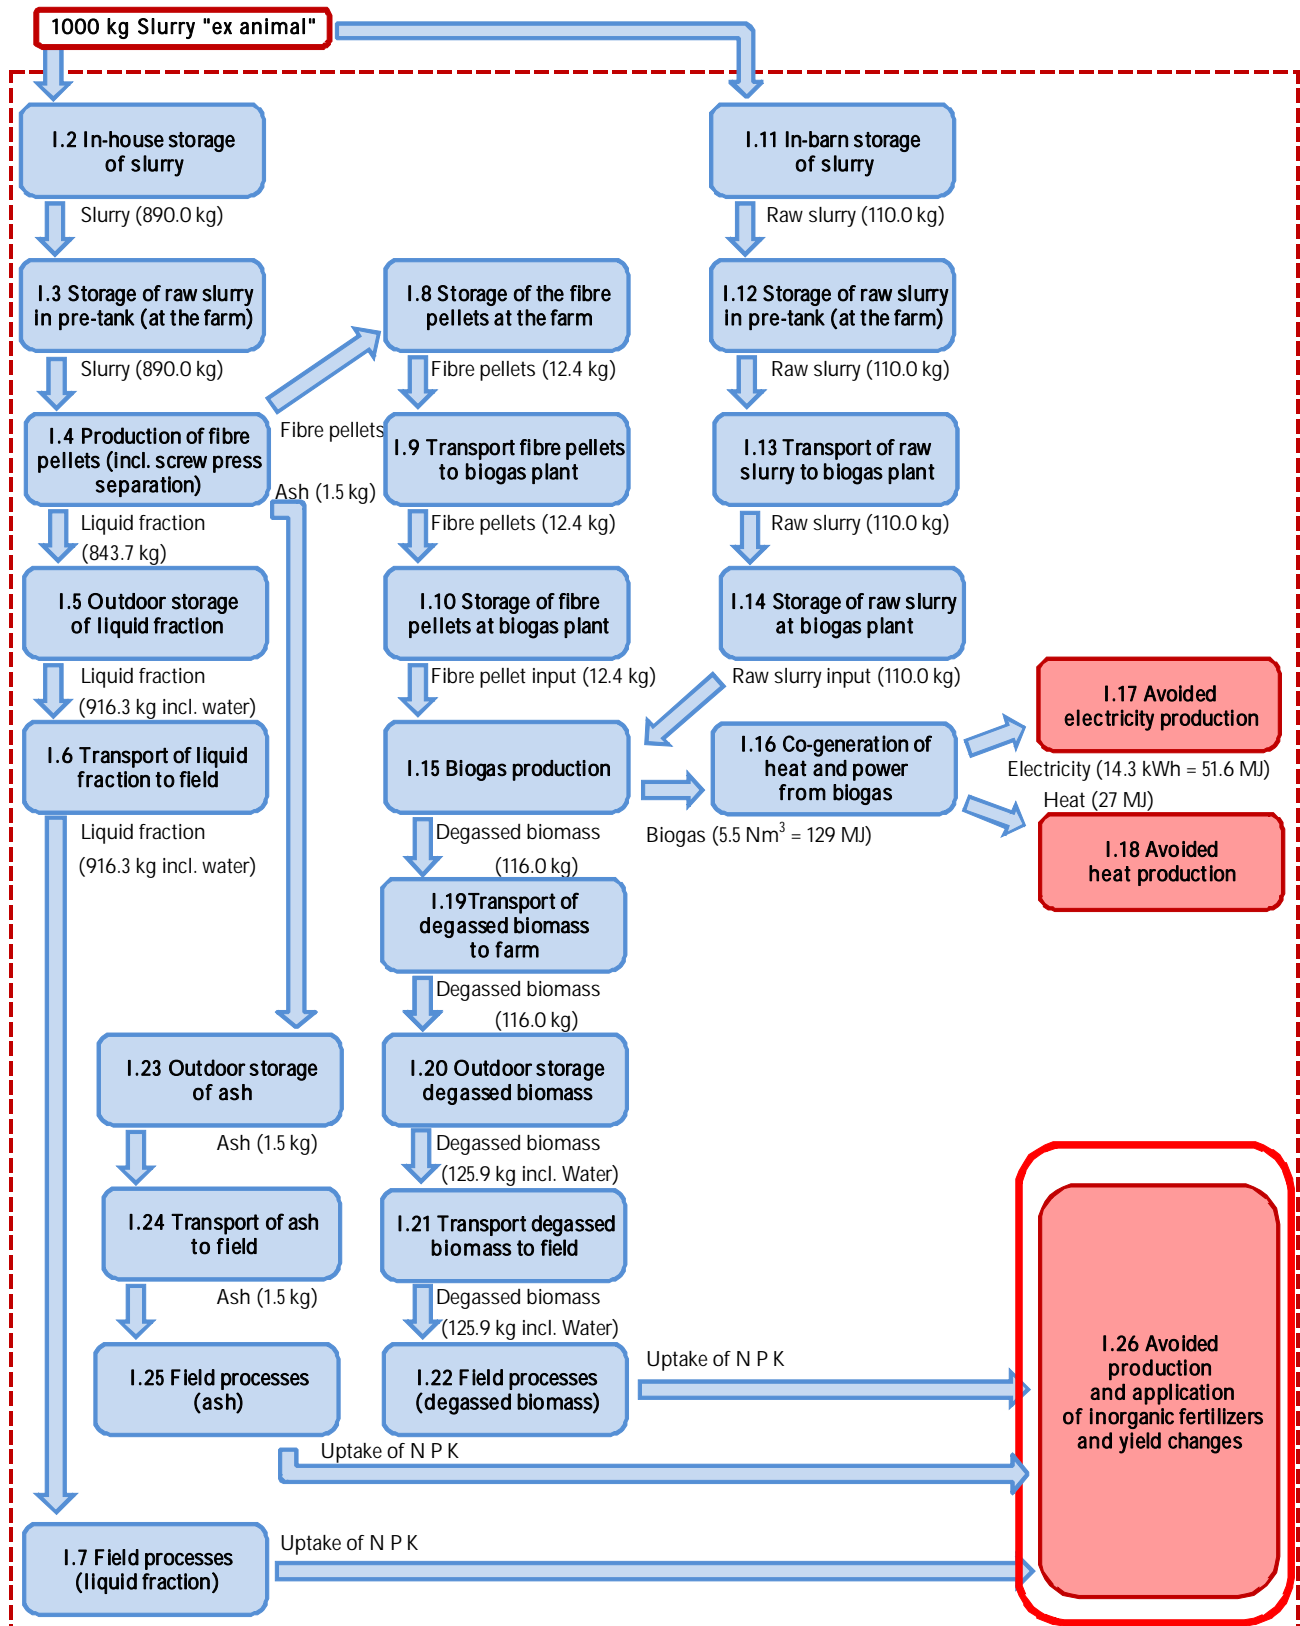 1000 kg Slurry "ex animal"
I.2 In-house storage
of slurry
Slurry (890.0 kg)
I.3 Storage of raw slurry
in pre-tank (at the farm)
Slurry (890.0 kg)
I.4 Production of fibre
pellets (incl. screw press
separation)
Liquid fraction
(843.7 kg)
I.5 Outdoor storage
of liquid fraction
Liquid fraction
(916.3 kg incl. water)
I.6 Transport of liquid
fraction to field
Liquid fraction
(916.3 kg incl. water)
Fibre pellets
Ash (1.5 kg)
I.8 Storage of the fibre
pellets at the farm
Fibre pellets (12.4 kg)
I.9 Transport fibre pellets
to biogas plant
Fibre pellets (12.4 kg)
I.10 Storage of fibre
pellets at biogas plant
Fibre pellet input (12.4 kg)
I.11 In-barn storage
of slurry
Raw slurry (110.0 kg)
I.12 Storage of raw slurry
in pre-tank (at the farm)
Raw slurry (110.0 kg)
I.13 Transport of raw
slurry to biogas plant
Raw slurry (110.0 kg)
I.14 Storage of raw slurry
at biogas plant
Raw slurry input (110.0 kg)
I.15 Biogas production
Biogas (5.5 Nm³ = 129 MJ)
I.16 Co-generation of
heat and power
from biogas
I.17 Avoided
electricity production
Electricity (14.3 kWh = 51.6 MJ)
Heat (27 MJ)
I.18 Avoided
heat production
Degassed biomass
(116.0 kg)
I.19Transport of
degassed biomass
to farm
Degassed biomass
(116.0 kg)
I.20 Outdoor storage
degassed biomass
Degassed biomass
(125.9 kg incl. Water)
I.21 Transport degassed
biomass to field
Degassed biomass
(125.9 kg incl. Water)
I.22 Field processes
(degassed biomass)
Uptake of N P K
I.23 Outdoor storage
of ash
Ash (1.5 kg)
I.24 Transport of ash
to field
Ash (1.5 kg)
I.25 Field processes
(ash)
Uptake of N P K
I.7 Field processes
(liquid fraction)
Uptake of N P K
I.26 Avoided
production
and application
of inorganic fertilizers
and yield changes